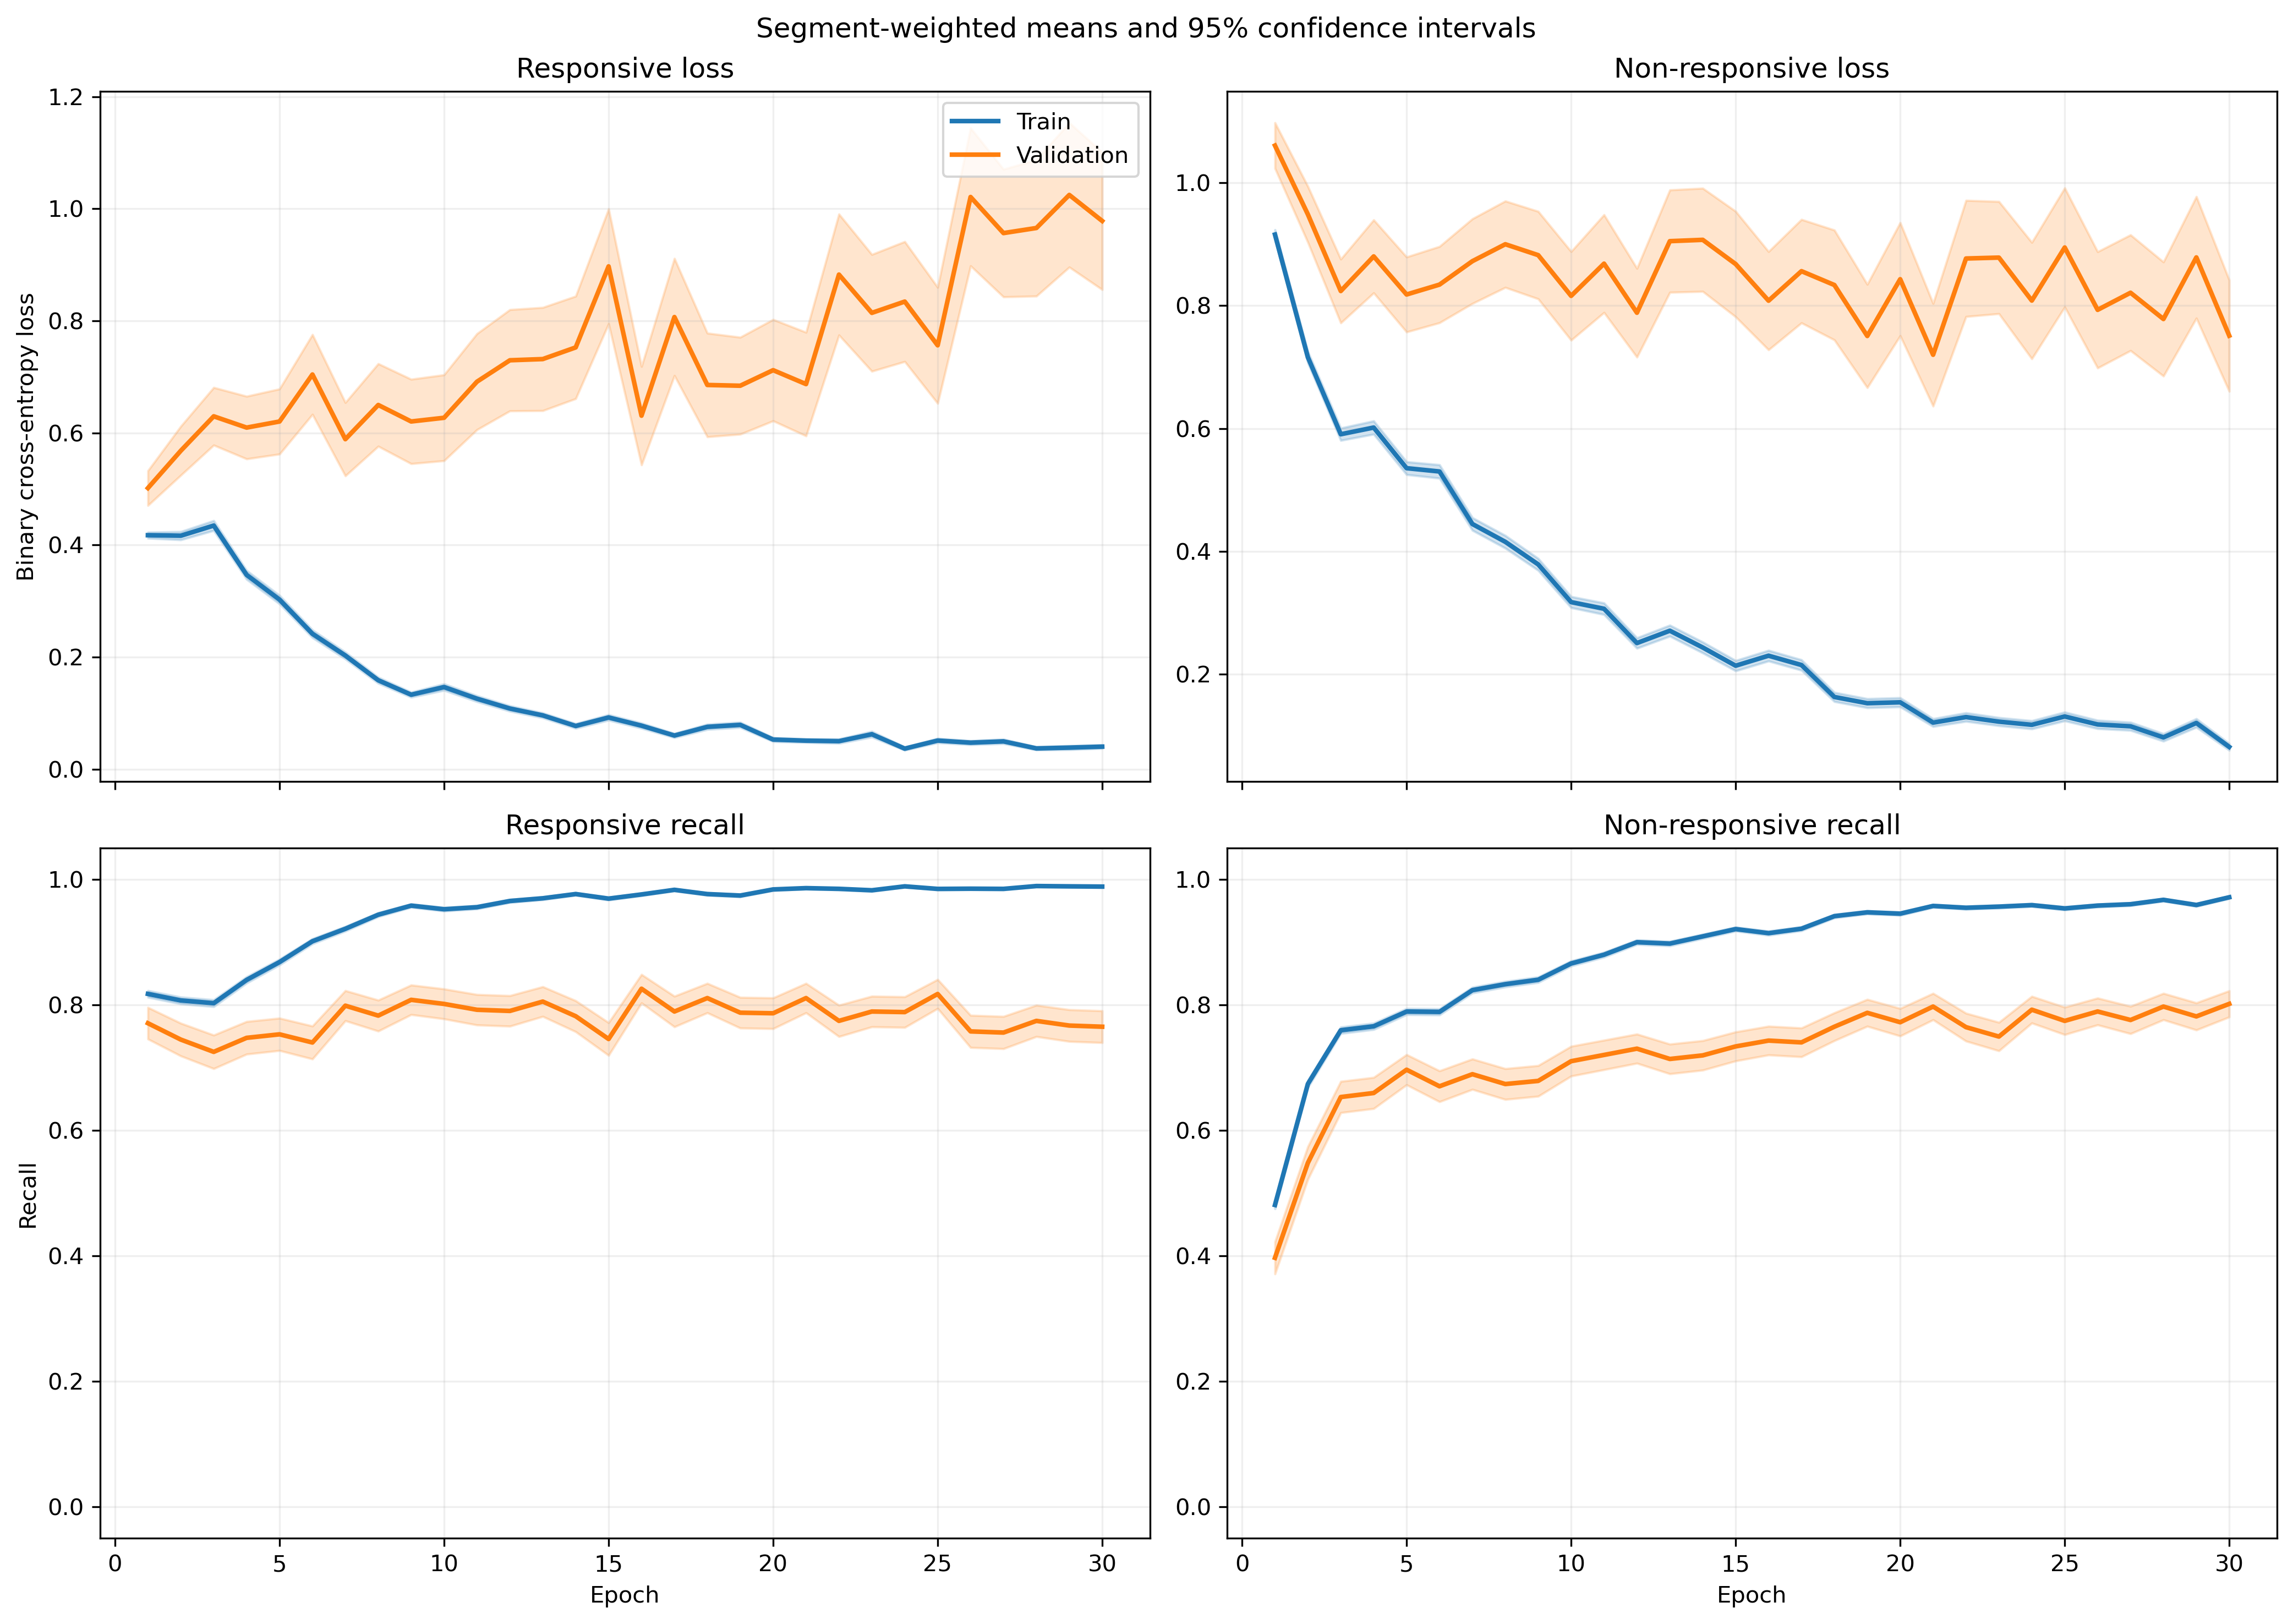 Segment-weighted means and 95% confidence intervals
Responsive loss
Non-responsive loss
Binary cross-entropy loss
1.2
1.0
0.8
0.6
0.4
0.2
0.0
Train
Validation
1.0
0.8
0.6
0.4
0.2
Responsive recall
Non-responsive recall
Recall
1.0
0.8
0.6
0.4
0.2
0.0
0 5 10 15 20 25 30
Epoch
1.0
0.8
0.6
0.4
0.2
0.0
0 5 10 15 20 25 30
Epoch